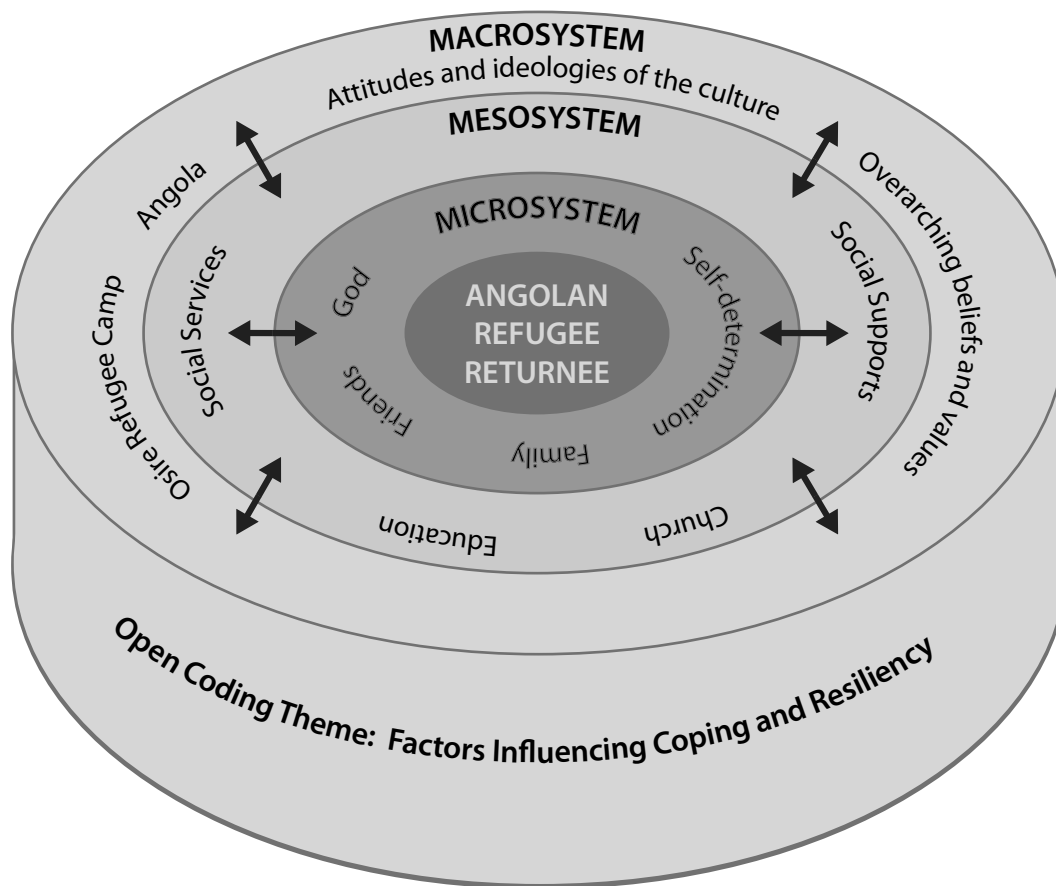 MACROSYSTEM
Attitudes and ideologies of the culture
Angola
Osire Refugee Camp
Overarching beliefs and values
MESOSYSTEM
Social Services
Education
Church
Social Supports
MICROSYSTEM
God
Friends
Family
Self-determination
ANGOLAN
REFUGEE
RETURNEE
Open Coding Theme: Factors Influencing Coping and Resiliency